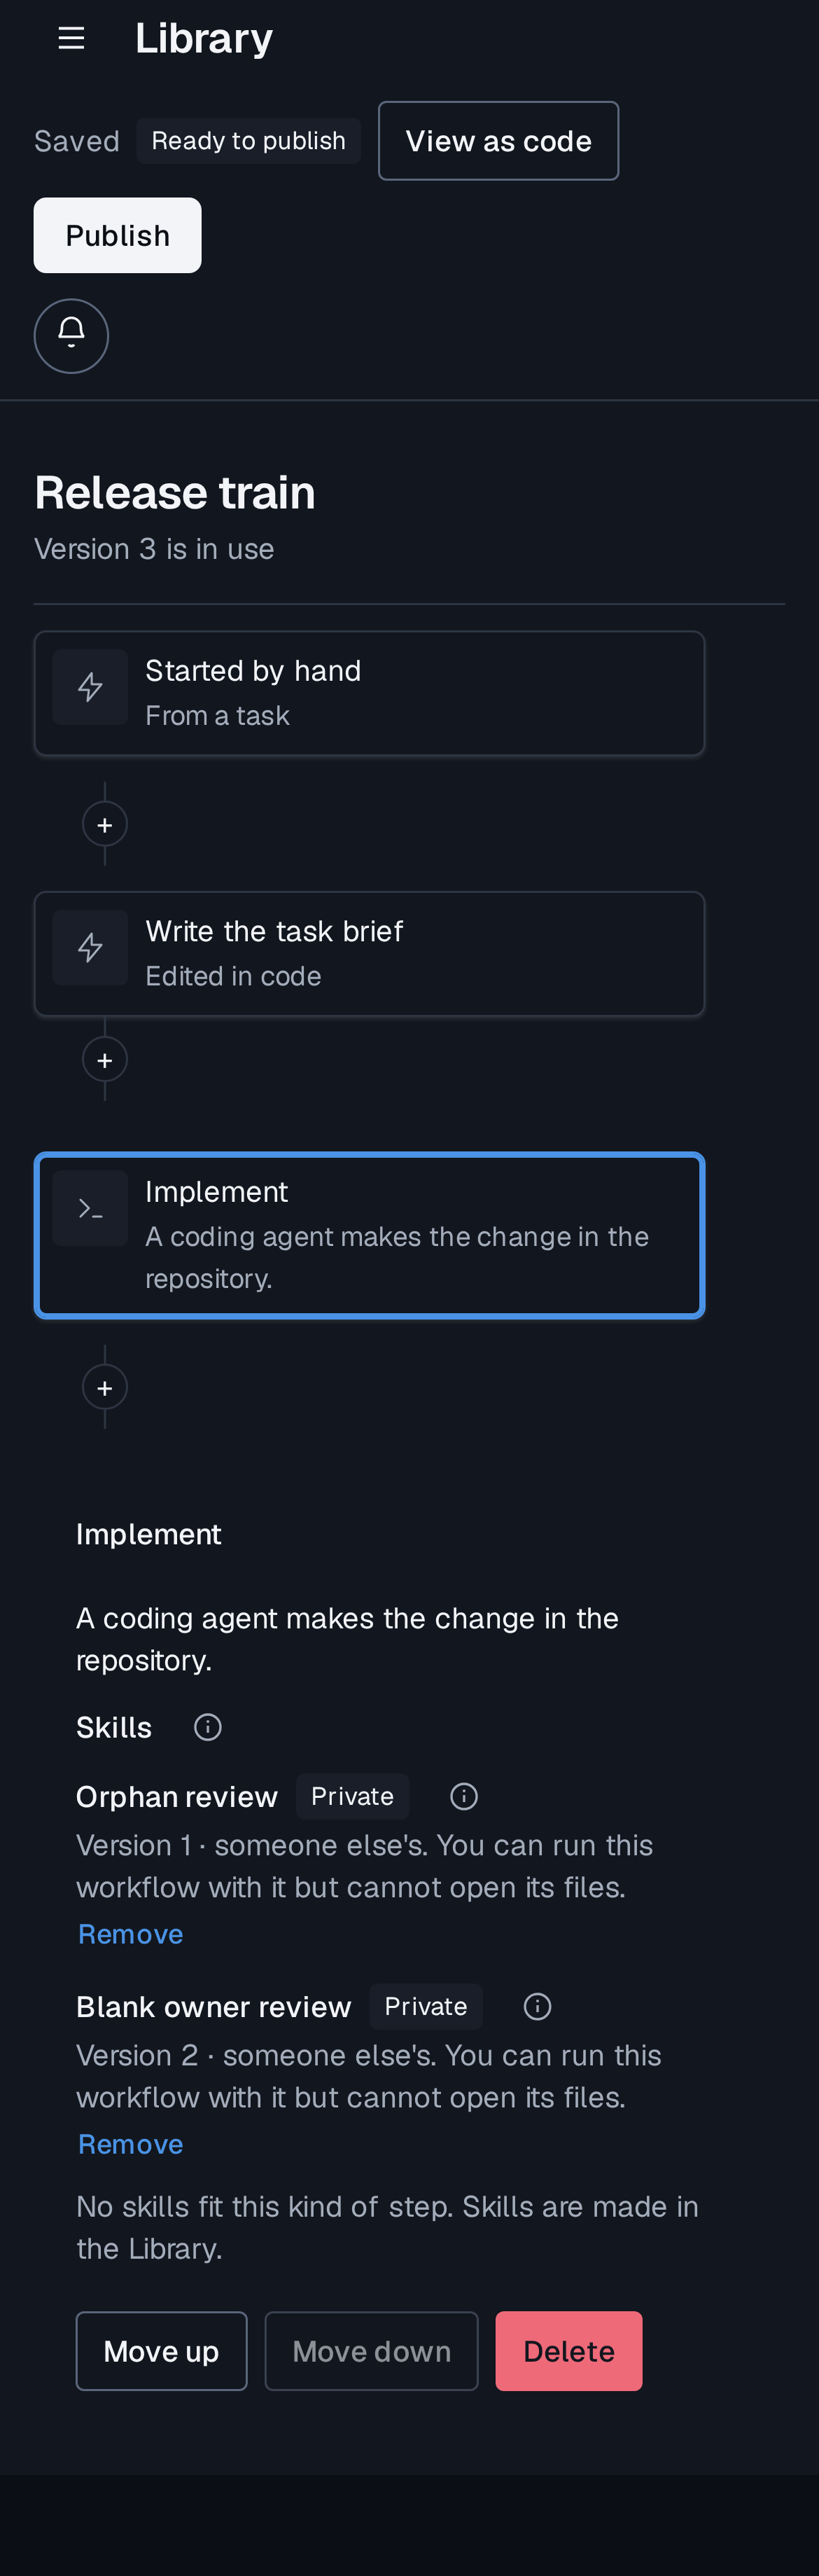 Library
Saved
Ready to publish
View as code
Publish
Release train
Version 3 is in use
Started by hand
From a task
+
Write the task brief
Edited in code
+
Implement
A coding agent makes the change in the
repository.
+
Implement
A coding agent makes the change in the
repository.
Skills
Orphan review
Private
Version 1 · someone else's. You can run this
workflow with it but cannot open its files.
Remove
Blank owner review
Private
Version 2 · someone else's. You can run this
workflow with it but cannot open its files.
Remove
No skills fit this kind of step. Skills are made in
the Library.
Move up
Move down
Delete